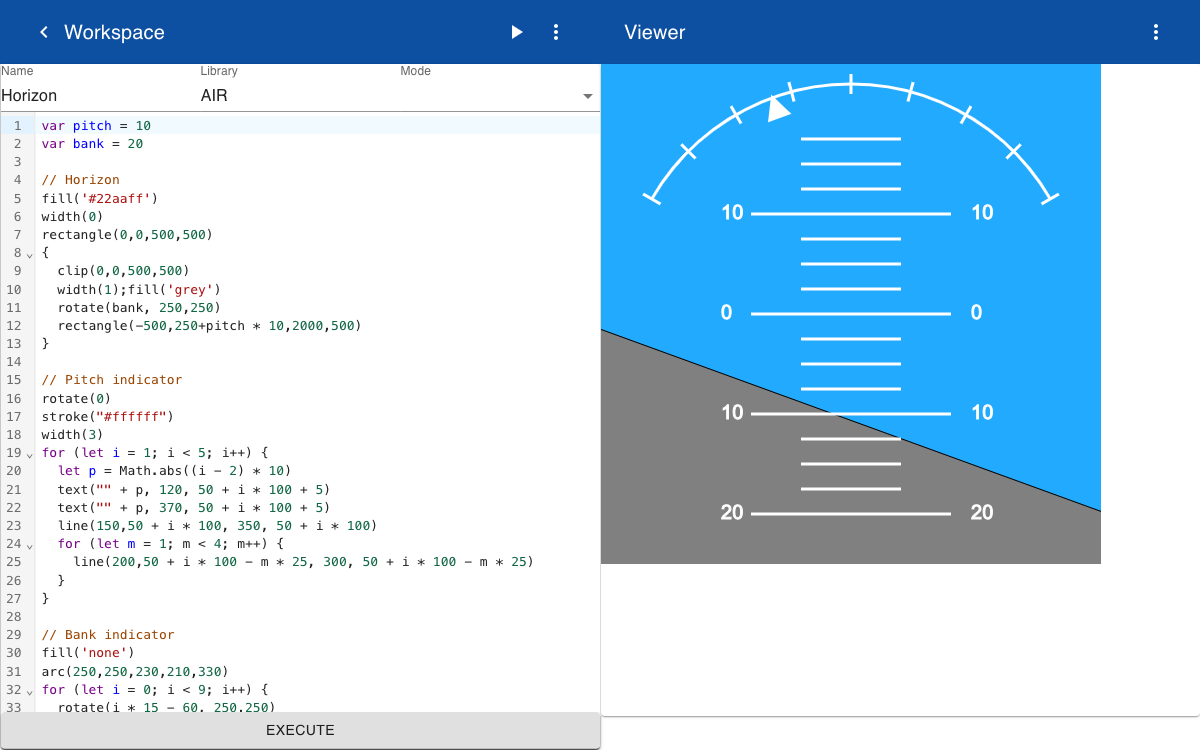 Workspace
Viewer
Name Library Mode
Horizon AIR
1 var pitch = 10
2 var bank = 20
3
4 // Horizon
5 fill('#22aaff')
6 width(0)
7 rectangle(0,0,500,500)
8 {
9 clip(0,0,500,500)
10 width(1);fill('grey')
11 rotate(bank, 250,250)
12 rectangle(-500,250+pitch * 10,2000,500)
13 }
14
15 // Pitch indicator
16 rotate(0)
17 stroke("#ffffff")
18 width(3)
19 for (let i = 1; i < 5; i++) {
20 let p = Math.abs((i - 2) * 10)
21 text("" + p, 120, 50 + i * 100 + 5)
22 text("" + p, 370, 50 + i * 100 + 5)
23 line(150,50 + i * 100, 350, 50 + i * 100)
24 for (let m = 1; m < 4; m++) {
25 line(200,50 + i * 100 - m * 25, 300, 50 + i * 100 - m * 25)
26 }
27 }
28
29 // Bank indicator
30 fill('none')
31 arc(250,250,230,210,330)
32 for (let i = 0; i < 9; i++) {
33 rotate(i * 15 - 60, 250,250)
EXECUTE
10 10
0 0
10 10
20 20